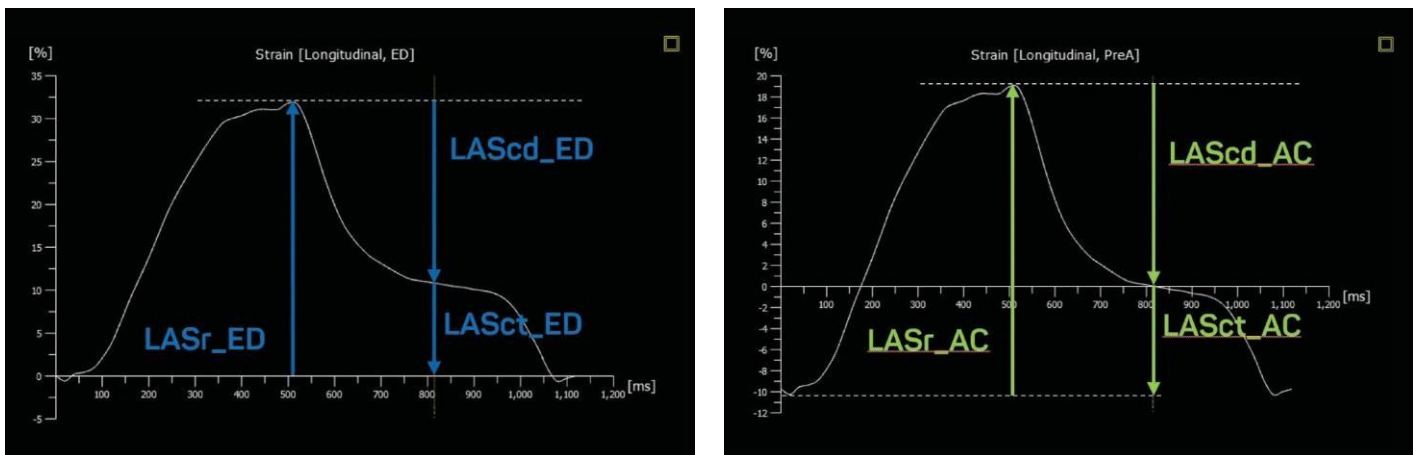 [%]
Strain [Longitudinal, ED]
35
30
25
20
15
10
5
0
-5
100 200 300 400 500 600 700 800 900 1,000 1,100 1,200 [ms]
LAScd_ED
LASr_ED
LASct_ED
[%]
Strain [Longitudinal, PreA]
20
18
16
14
12
10
8
6
4
2
0
-2
-4
-6
-8
-10
-12
100 200 300 400 500 600 700 800 900 1,000 1,100 1,200 [ms]
LAScd_AC
LASr_AC
LASct_AC